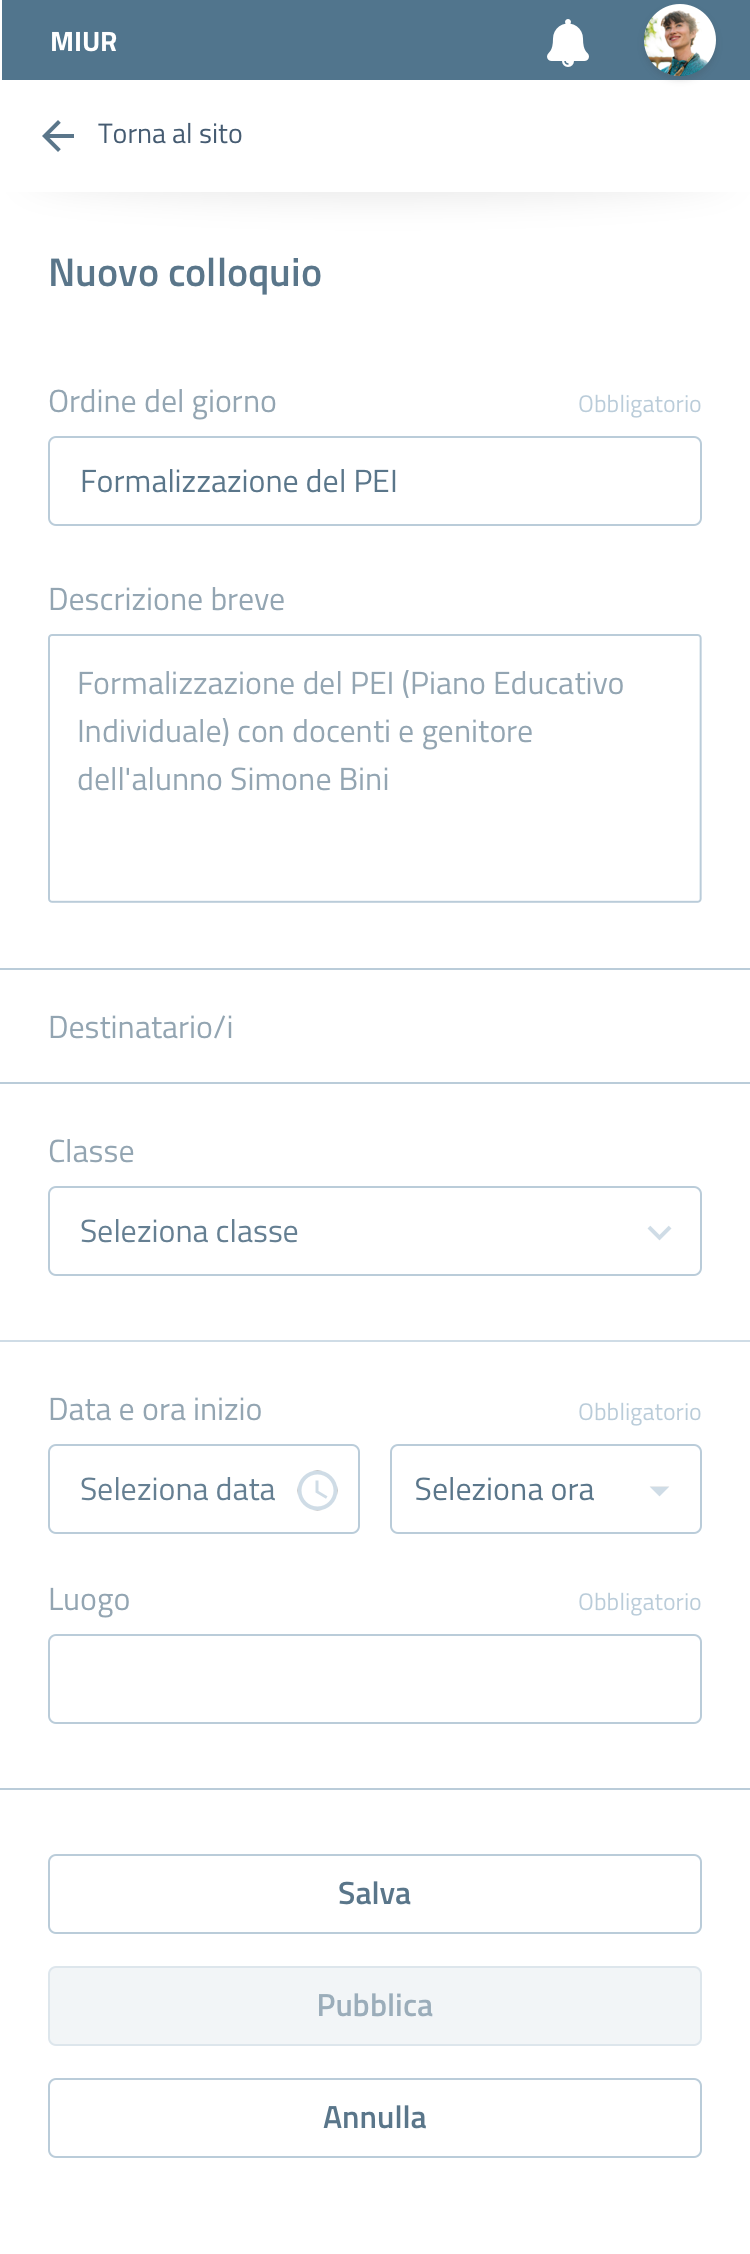 MIUR
Torna al sito
Nuovo colloquio
Ordine del giorno
Obbligatorio
Formalizzazione del PEI
Descrizione breve
Formalizzazione del PEI (Piano Educativo
Individuale) con docenti e genitore
dell'alunno Simone Bini
Destinatario/i
Classe
Seleziona classe
Data e ora inizio
Obbligatorio
Seleziona data
Seleziona ora
Luogo
Obbligatorio
Salva
Pubblica
Annulla